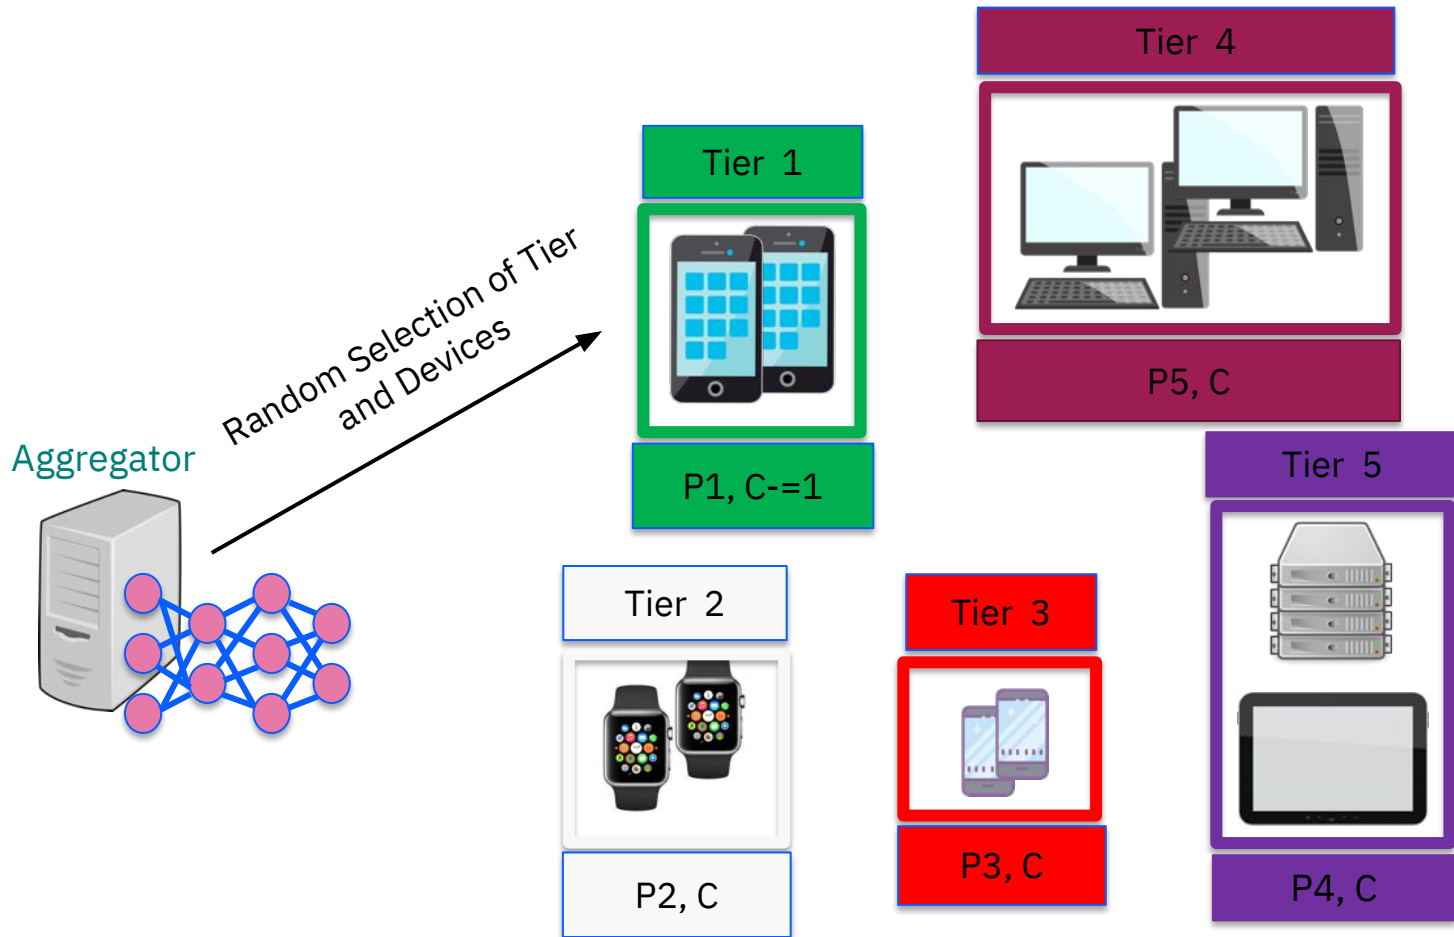 Tier 4
Tier 1
Random Selection of Tier
and Devices
P5, C
Aggregator
P1, C-=1
Tier 5
Tier 2
Tier 3
P2, C
P3, C
P4, C